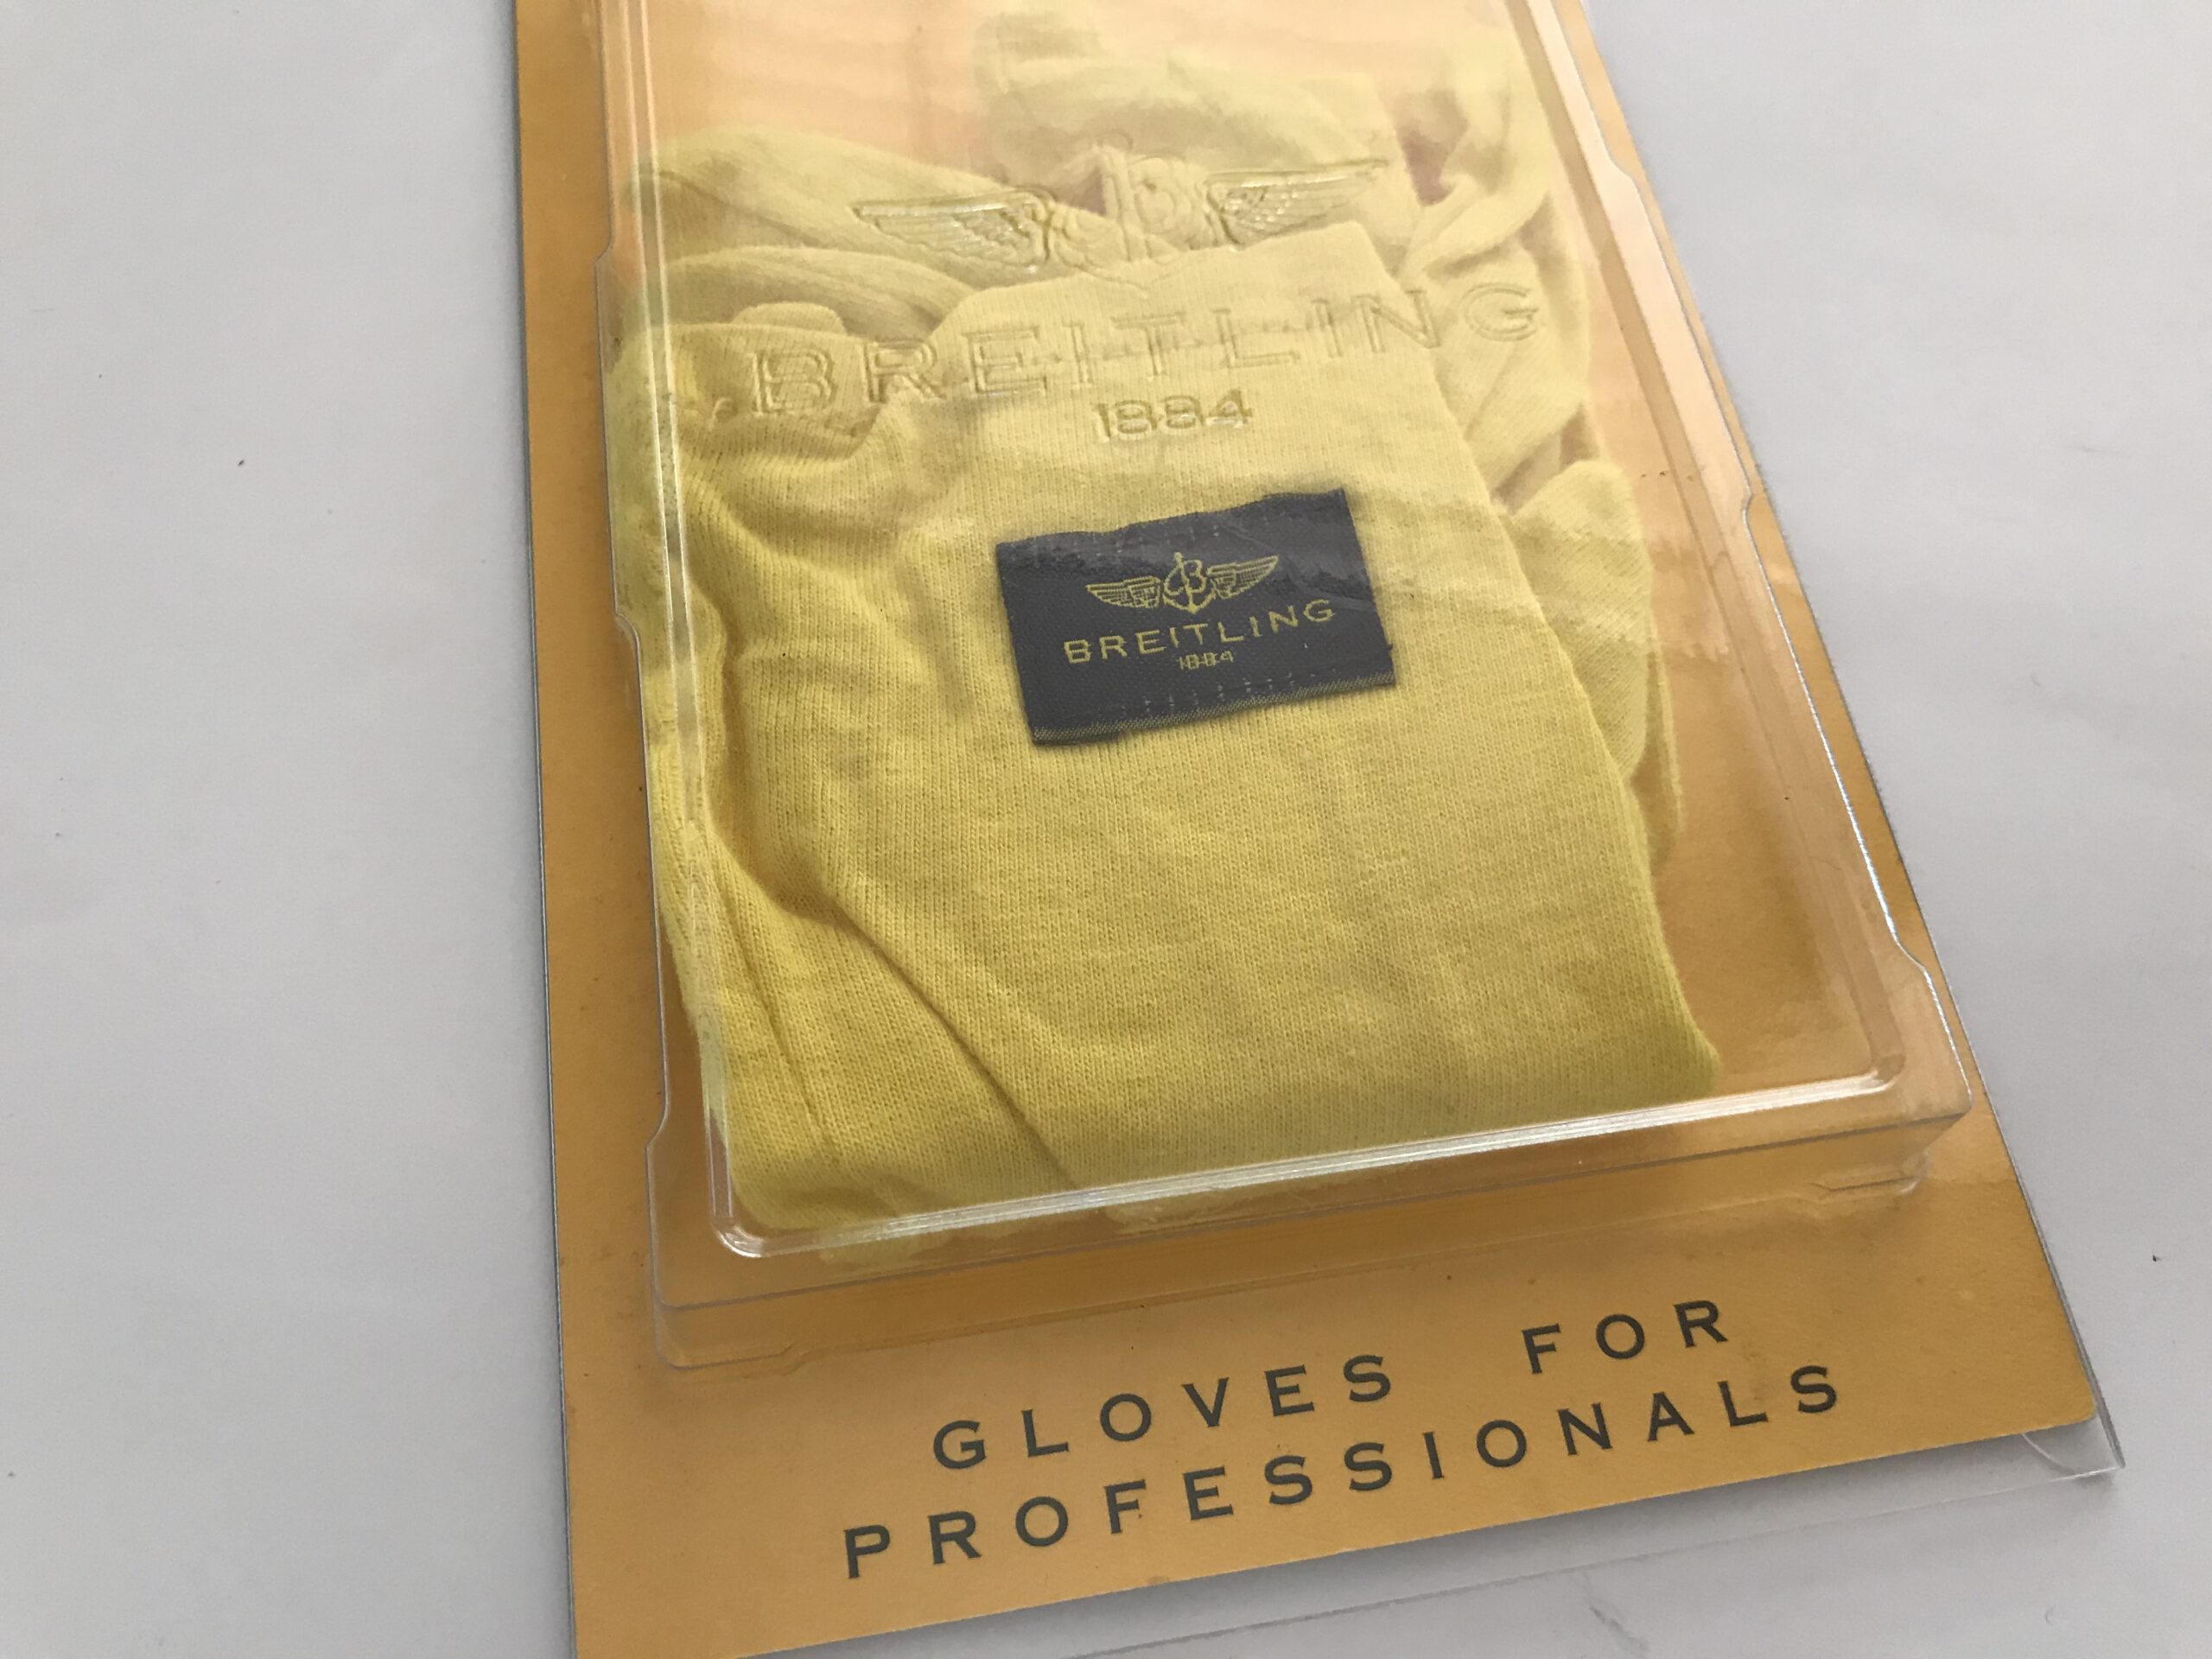 BREITLING
1884
B
BREITLING
1884
GLOVES FOR
PROFESSIONALS